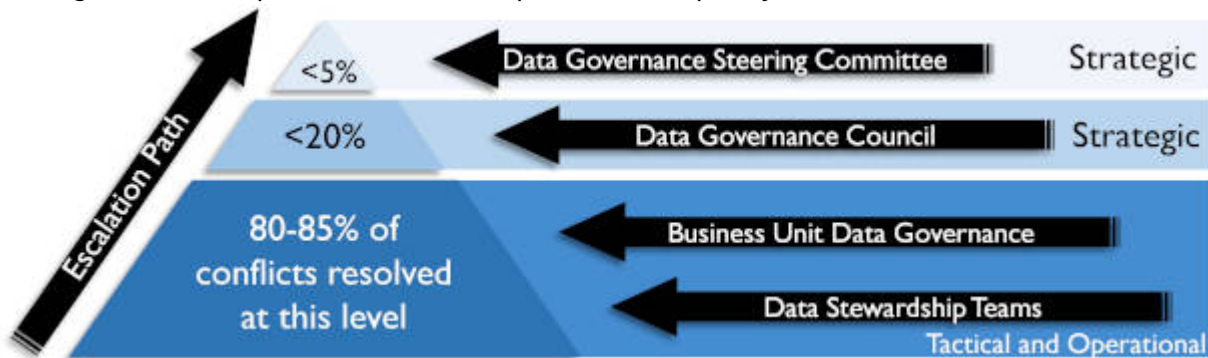 <5%
Data Governance Steering Committee
Strategic
<20%
Data Governance Council
Strategic
Escalation Path
80-85% of
conflicts resolved
at this level
Business Unit Data Governance
Data Stewardship Teams
Tactical and Operational